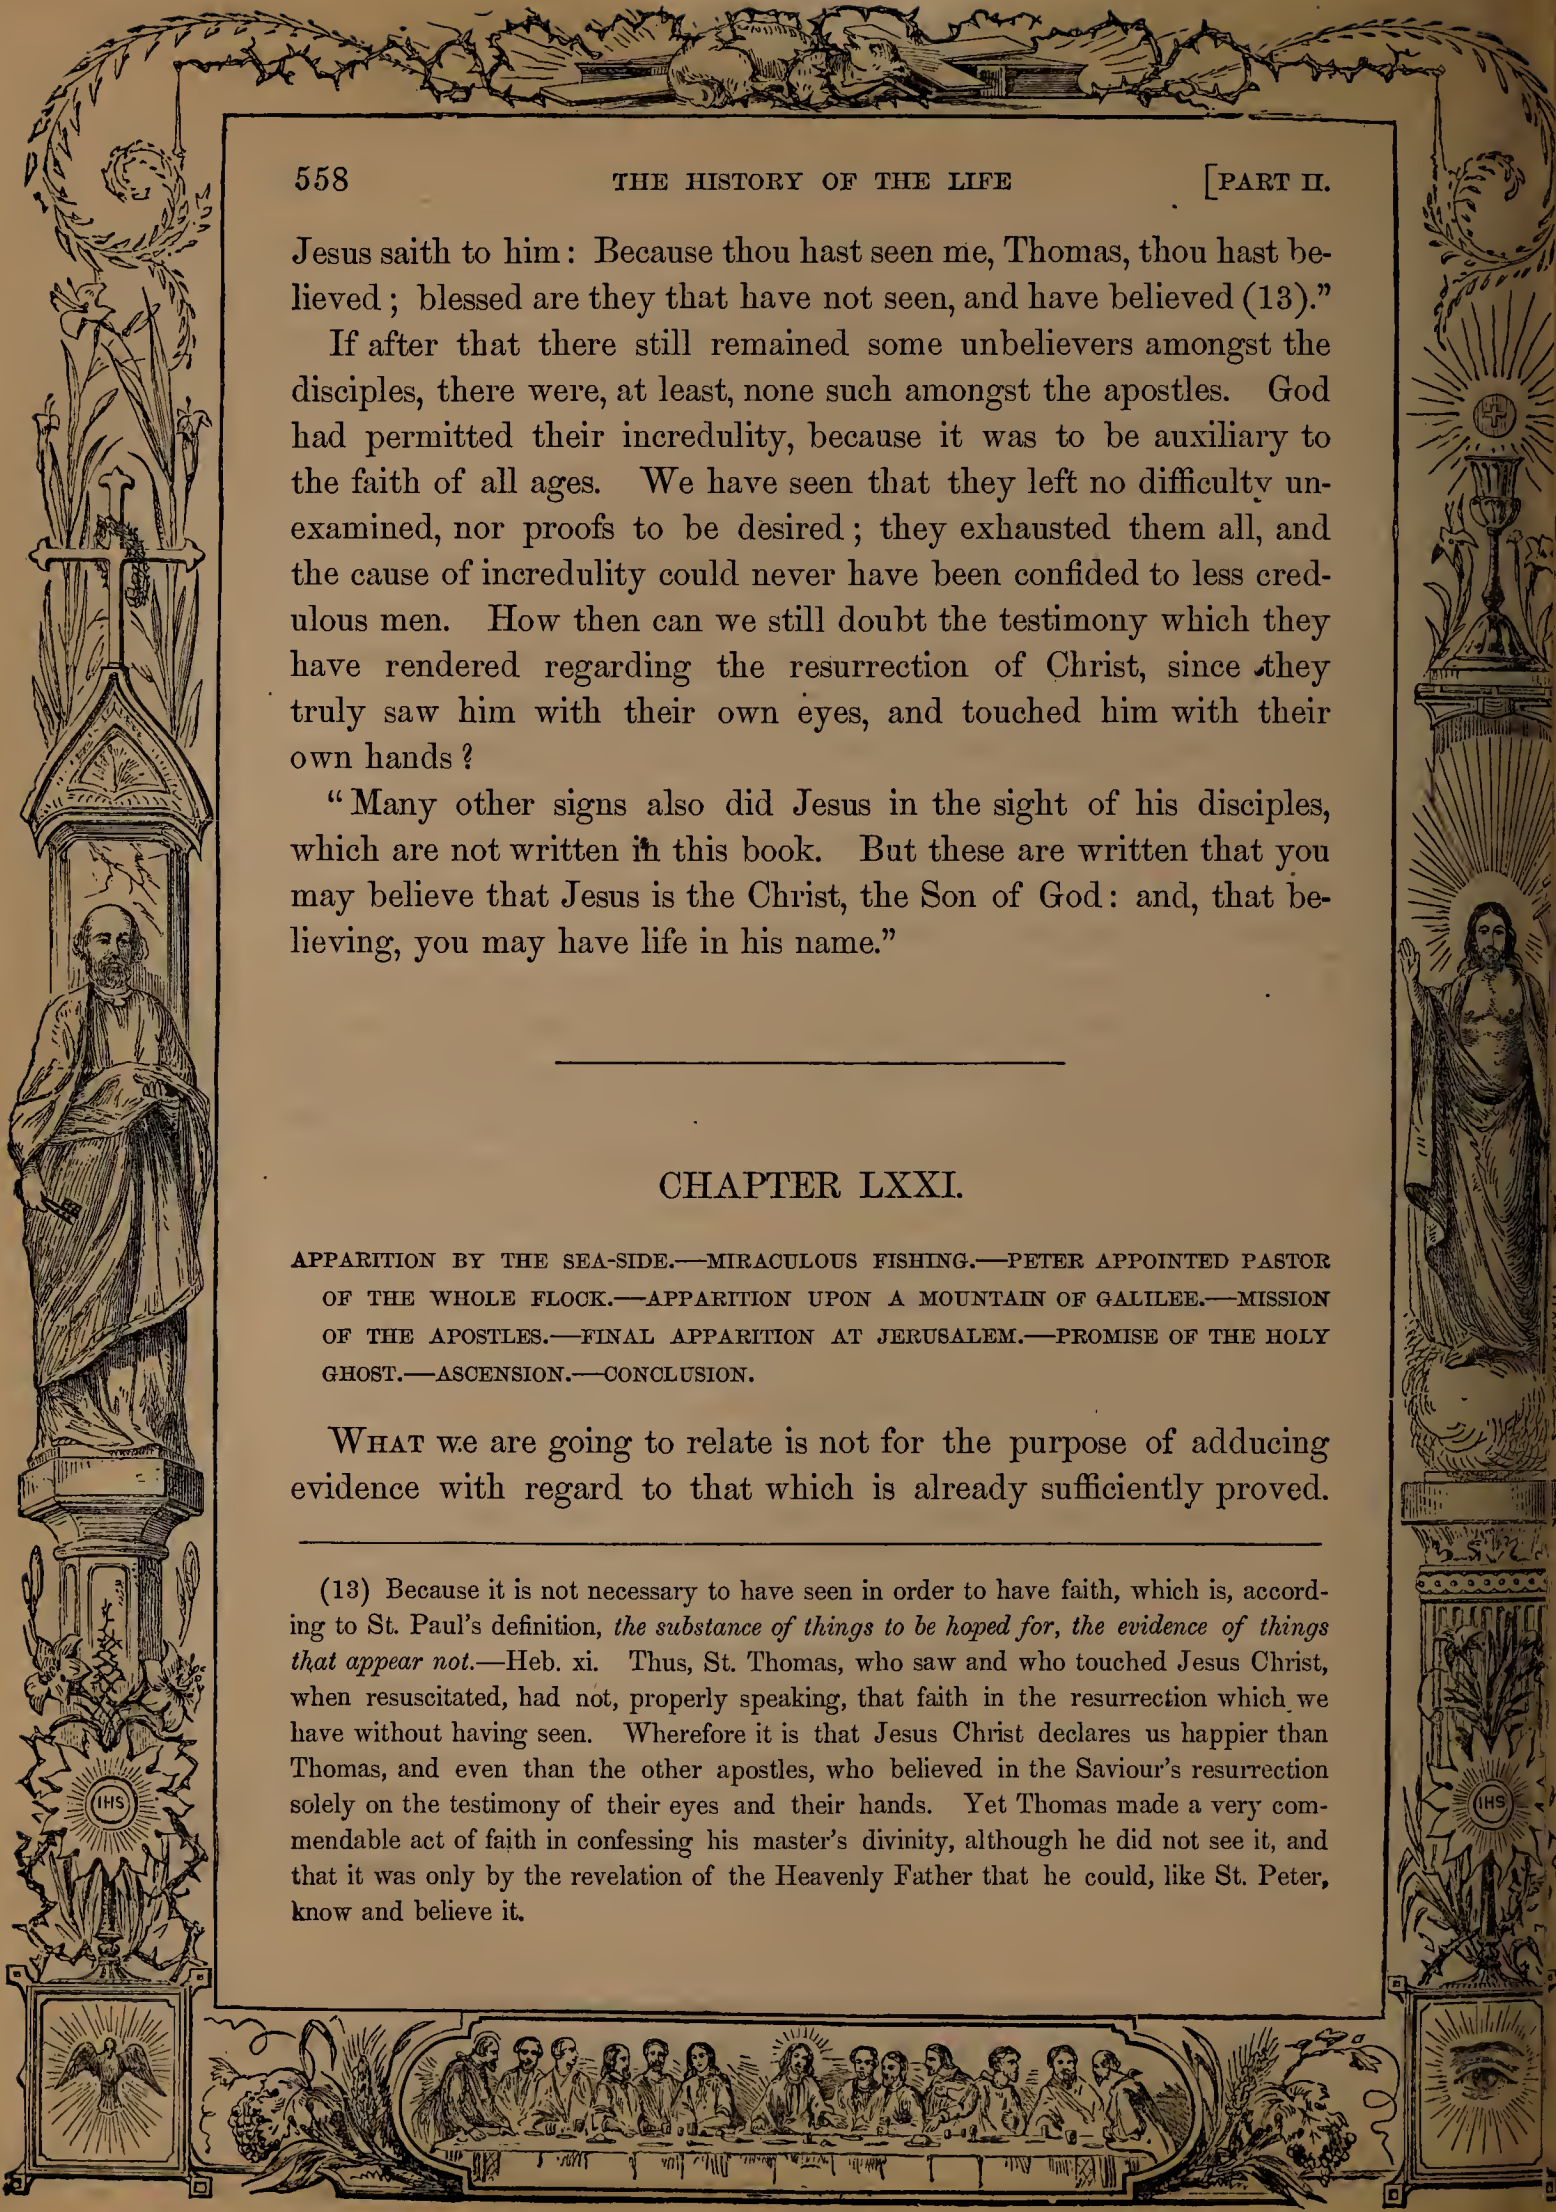 558 THE HISTORY OF THE LIFE [PART II.
Jesus saith to him: Because thou hast seen me, Thomas, thou hast be-
lieved; blessed are they that have not seen, and have believed (13).”
If after that there still remained some unbelievers amongst the
disciples, there were, at least, none such amongst the apostles. God
had permitted their incredulity, because it was to be auxiliary to
the faith of all ages. We have seen that they left no difficulty un-
examined, nor proofs to be desired; they exhausted them all, and
the cause of incredulity could never have been confided to less cred-
ulous men. How then can we still doubt the testimony which they
have rendered regarding the resurrection of Christ, since they
truly saw him with their own eyes, and touched him with their
own hands?
“Many other signs also did Jesus in the sight of his disciples,
which are not written in this book. But these are written that you
may believe that Jesus is the Christ, the Son of God: and, that be-
lieving, you may have life in his name.”
CHAPTER LXXI.
APPARITION BY THE SEA-SIDE.—MIRACULOUS FISHING.—PETER APPOINTED PASTOR
OF THE WHOLE FLOCK.—APPARITION UPON A MOUNTAIN OF GALILEE.—MISSION
OF THE APOSTLES.—FINAL APPARITION AT JERUSALEM.—PROMISE OF THE HOLY
GHOST.—ASCENSION.—CONCLUSION.
WHAT we are going to relate is not for the purpose of adducing
evidence with regard to that which is already sufficiently proved.
(13) Because it is not necessary to have seen in order to have faith, which is, accord-
ing to St. Paul’s definition, the substance of things to be hoped for, the evidence of things
that appear not.—Heb. xi. Thus, St. Thomas, who saw and who touched Jesus Christ,
when resuscitated, had not, properly speaking, that faith in the resurrection which we
have without having seen. Wherefore it is that Jesus Christ declares us happier than
Thomas, and even than the other apostles, who believed in the Saviour’s resurrection
solely on the testimony of their eyes and their hands. Yet Thomas made a very com-
mendable act of faith in confessing his master’s divinity, although he did not see it, and
that it was only by the revelation of the Heavenly Father that he could, like St. Peter,
know and believe it.
IHS
IHS